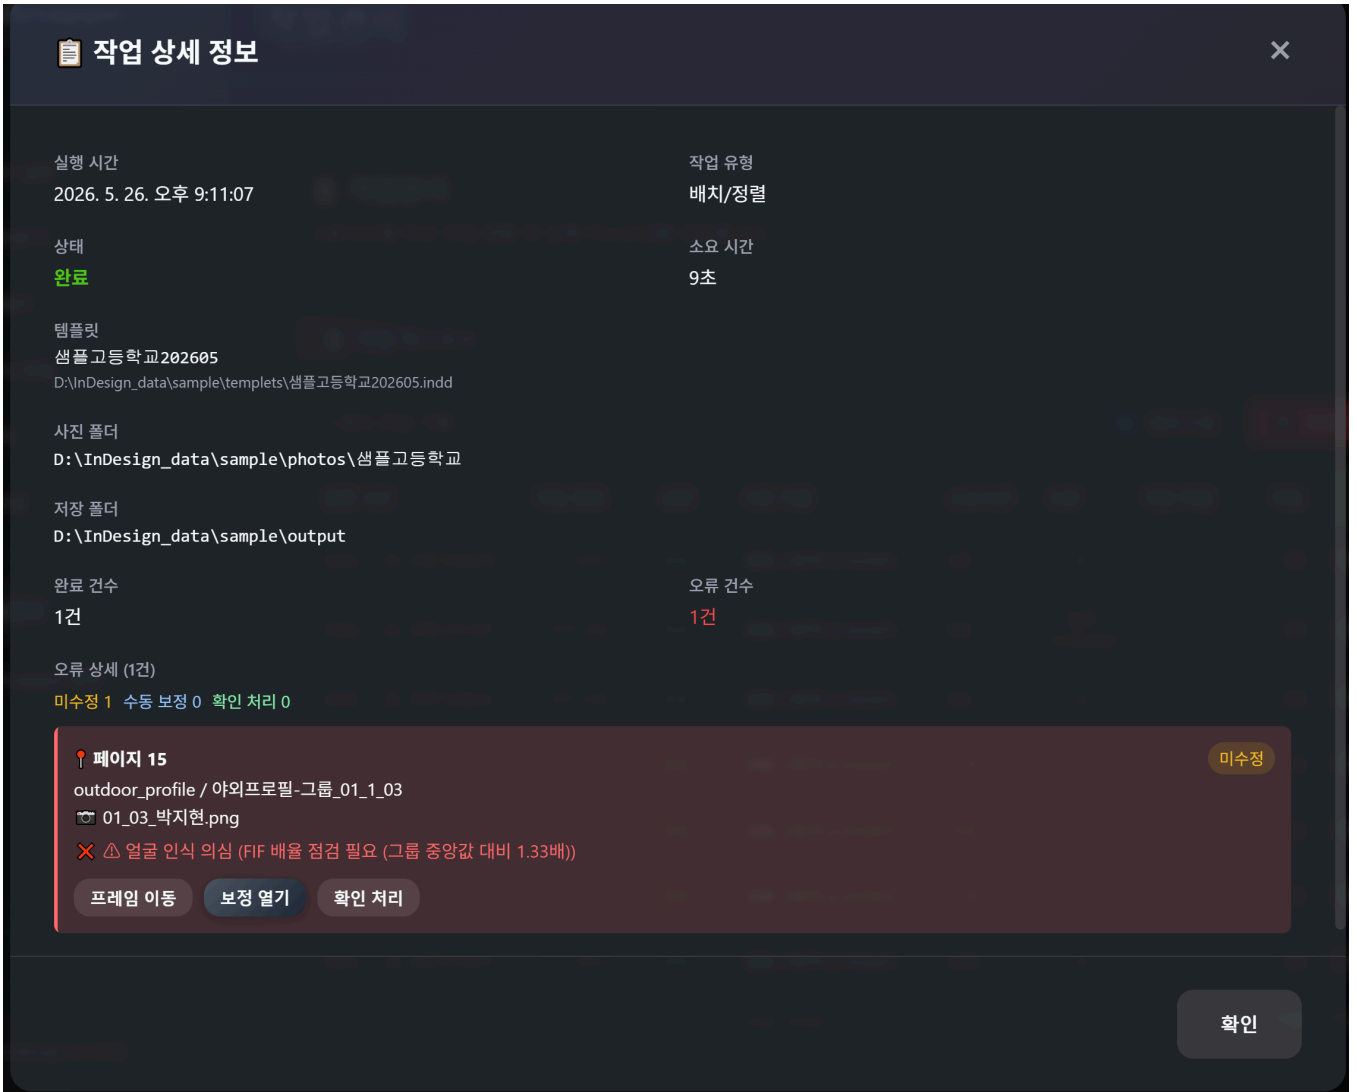 작업 상세 정보
실행 시간
2026. 5. 26. 오후 9:11:07
작업 유형
배치/정렬
상태
완료
소요 시간
9초
템플릿
샘플고등학교202605
D:\InDesign_data\sample\templets\샘플고등학교202605.indd
사진 폴더
D:\InDesign_data\sample\photos\샘플고등학교
저장 폴더
D:\InDesign_data\sample\output
완료 건수
1건
오류 건수
1건
오류 상세 (1건)
미수정 1 수동 보정 0 확인 처리 0
페이지 15
미수정
outdoor_profile / 야외프로필-그룹_01_1_03
01_03_박지현.png
❌ ⚠ 얼굴 인식 의심 (FIF 배율 점검 필요 (그룹 중앙값 대비 1.33배))
프레임 이동 보정 열기 확인 처리
확인